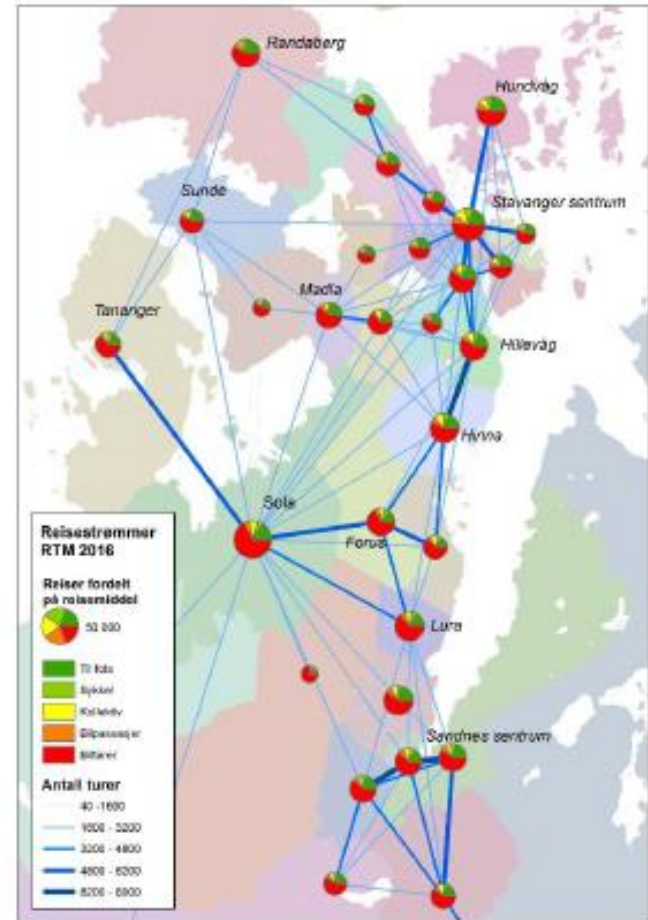 Randaberg
Hundvåg
Sunde
Stavanger sentrum
Tananger
Madla
Hillevåg
Hinna
Sola
Forus
Lura
Sandnes sentrum
Reisestrømmer
RTM 2016
Reiser fordelt
på reisemiddel
50 000
Til fots
Sykkel
Kollektiv
Bilpassasjer
Bilfører
Antall turer
40 -1600
1600 - 3200
3200 - 4800
4800 - 6200
6200 - 8000